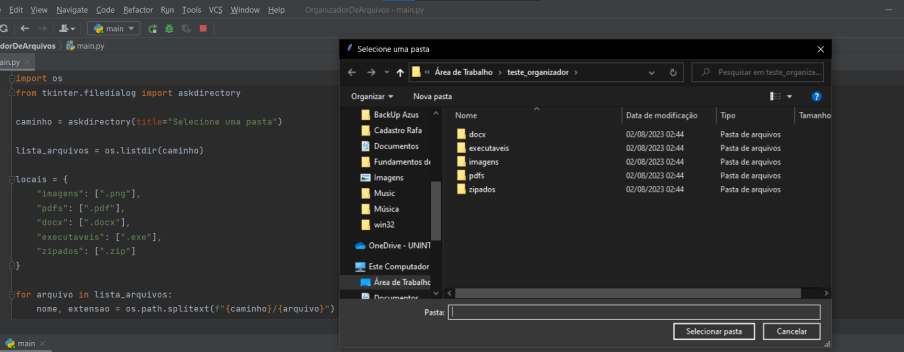 File Edit View Navigate Code Refactor Run Tools VCS Window Help OrganizadorDeArquivos - main.py
main
dorDeArquivos main.py
ain.py
import os
from tkinter.filedialog import askdirectory
caminho = askdirectory(title="Selecione uma pasta")
lista_arquivos = os.listdir(caminho)
locais = {
"imagens": [".png"],
"pdfs": [".pdf"],
"docx": [".docx"],
"executaveis": [".exe"],
"zipados": [".zip"]
}
for arquivo in lista_arquivos:
nome, extensao = os.path.splitext(f"{caminho}/{arquivo}")
main
Selecione uma pasta
« Área de Trabalho › teste_organizador ›
Pesquisar em teste_organiza...
Organizar Nova pasta
BackUp Azus
Cadastro Rafa
Documentos
Fundamentos de
Imagens
Music
Música
win32
OneDrive - UNINT
Este Computador
Área de Trabalho
Documentos
Nome Data de modificação Tipo Tamanho
docx 02/08/2023 02:44 Pasta de arquivos
executaveis 02/08/2023 02:44 Pasta de arquivos
imagens 02/08/2023 02:44 Pasta de arquivos
pdfs 02/08/2023 02:44 Pasta de arquivos
zipados 02/08/2023 02:44 Pasta de arquivos
Pasta:
Selecionar pasta Cancelar